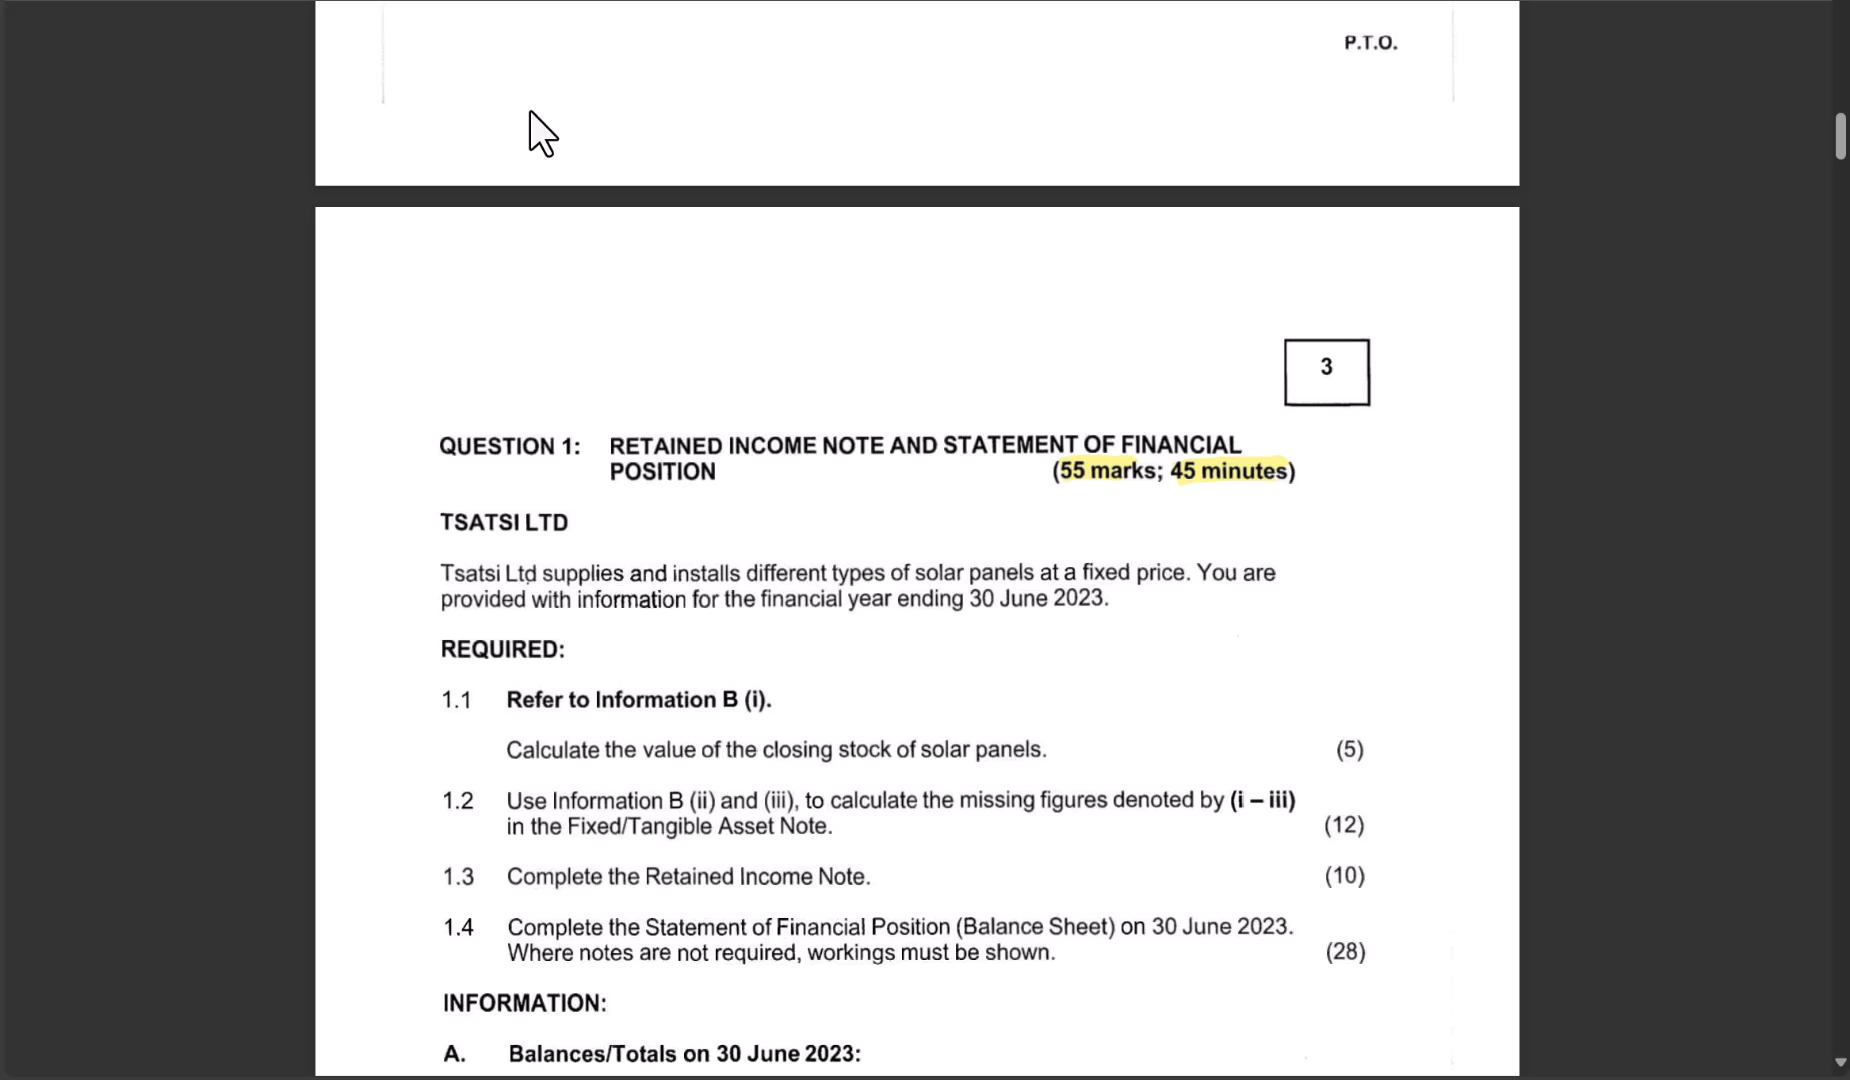 P.T.O.
3
QUESTION 1: RETAINED INCOME NOTE AND STATEMENT OF FINANCIAL
POSITION (55 marks; 45 minutes)
TSATSI LTD
Tsatsi Ltd supplies and installs different types of solar panels at a fixed price. You are
provided with information for the financial year ending 30 June 2023.
REQUIRED:
1.1 Refer to Information B (i).
Calculate the value of the closing stock of solar panels. (5)
1.2 Use Information B (ii) and (iii), to calculate the missing figures denoted by (i – iii)
in the Fixed/Tangible Asset Note. (12)
1.3 Complete the Retained Income Note. (10)
1.4 Complete the Statement of Financial Position (Balance Sheet) on 30 June 2023.
Where notes are not required, workings must be shown. (28)
INFORMATION:
A. Balances/Totals on 30 June 2023: